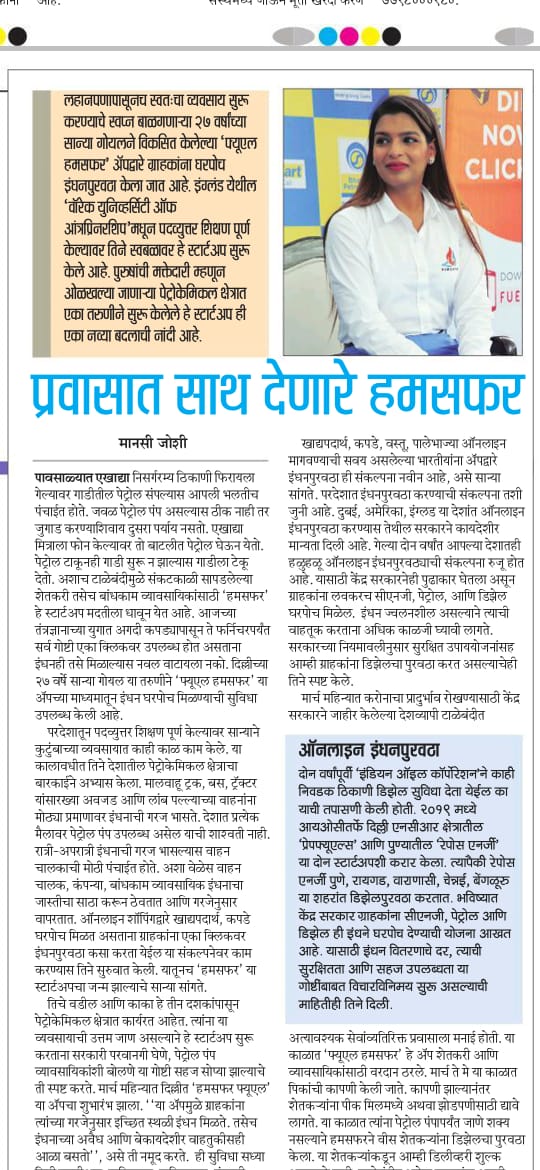 आहे.
लहानपणापासूनच स्वतःचा व्यवसाय सुरू
करण्याचे स्वप्न बाळगणाऱ्या २७ वर्षांच्या
सान्या गोयलने विकसित केलेल्या 'फ्यूएल
हमसफर' ॲपद्वारे ग्राहकांना घरपोच
इंधनपुरवठा केला जात आहे. इंग्लंड येथील
'वॉरिक युनिव्हर्सिटी ऑफ
आंत्रप्रिनरशिप'मधून पदव्युत्तर शिक्षण पूर्ण
केल्यावर तिने स्वबळावर हे स्टार्टअप सुरू
केले आहे. पुरुषांची मक्तेदारी म्हणून
ओळखल्या जाणाऱ्या पेट्रोकेमिकल क्षेत्रात
एका तरुणीने सुरू केलेले हे स्टार्टअप ही
एका नव्या बदलाची नांदी आहे.
DI
NOV
CLICK
DOW
FUE
प्रवासात साथ देणारे हमसफर
मानसी जोशी
पावसाळ्यात एखाद्या निसर्गरम्य ठिकाणी फिरायला
गेल्यावर गाडीतील पेट्रोल संपल्यास आपली भलतीच
पंचाईत होते. जवळ पेट्रोल पंप असल्यास ठीक नाही तर
जुगाड करण्याशिवाय दुसरा पर्याय नसतो. एखाद्या
मित्राला फोन केल्यावर तो बाटलीत पेट्रोल घेऊन येतो.
पेट्रोल टाकूनही गाडी सुरू न झाल्यास गाडीला टेकू
देतो. अशाच टाळेबंदीमुळे संकटकाळी सापडलेल्या
शेतकरी तसेच बांधकाम व्यावसायिकांसाठी 'हमसफर'
हे स्टार्टअप मदतीला धावून येत आहे. आजच्या
तंत्रज्ञानाच्या युगात अगदी कपड्यापासून ते फर्निचरपर्यंत
सर्व गोष्टी एका क्लिकवर उपलब्ध होत असताना
इंधनही तसे मिळाल्यास नवल वाटायला नको. दिल्लीच्या
२७ वर्षे सान्या गोयल या तरुणीने 'फ्यूएल हमसफर' या
ॲपच्या माध्यमातून इंधन घरपोच मिळण्याची सुविधा
उपलब्ध केली आहे.
परदेशातून पदव्युत्तर शिक्षण पूर्ण केल्यावर सान्याने
कुटुंबाच्या व्यवसायात काही काळ काम केले. या
कालावधीत तिने देशातील पेट्रोकेमिकल क्षेत्राचा
बारकाईने अभ्यास केला. मालवाहू ट्रक, बस, ट्रॅक्टर
यांसारख्या अवजड आणि लांब पल्ल्याच्या वाहनांना
मोठ्या प्रमाणावर इंधनाची गरज भासते. देशात प्रत्येक
मैलावर पेट्रोल पंप उपलब्ध असेल याची शाश्वती नाही.
रात्री-अपरात्री इंधनाची गरज भासल्यास वाहन
चालकाची मोठी पंचाईत होते. अशा वेळेस वाहन
चालक, कंपन्या, बांधकाम व्यावसायिक इंधनाचा
जास्तीचा साठा करून ठेवतात आणि गरजेनुसार
वापरतात. ऑनलाइन शॉपिंगद्वारे खाद्यपदार्थ, कपडे
घरपोच मिळत असताना ग्राहकांना एका क्लिकवर
इंधनपुरवठा कसा करता येईल या संकल्पनेवर काम
करण्यास तिने सुरुवात केली. यातूनच 'हमसफर' या
स्टार्टअपचा जन्म झाल्याचे सान्या सांगते.
तिचे वडील आणि काका हे तीन दशकांपासून
पेट्रोकेमिकल क्षेत्रात कार्यरत आहेत. त्यांना या
व्यवसायाची उत्तम जाण असल्याने हे स्टार्टअप सुरू
करताना सरकारी परवानगी घेणे, पेट्रोल पंप
व्यावसायिकांशी बोलणे या गोष्टी सहज सोप्या झाल्याचे
ती स्पष्ट करते. मार्च महिन्यात दिल्लीत 'हमसफर फ्यूएल'
या ॲपचा शुभारंभ झाला. ''या ॲपमुळे ग्राहकांना
त्यांच्या गरजेनुसार इच्छित स्थळी इंधन मिळते. तसेच
इंधनाच्या अवैध आणि बेकायदेशीर वाहतुकीसही
आळा बसतो'', असे ती नमूद करते. ही सुविधा सध्या
खाद्यपदार्थ, कपडे, वस्तू, पालेभाज्या ऑनलाइन
मागवण्याची सवय असलेल्या भारतीयांना ॲपद्वारे
इंधनपुरवठा ही संकल्पना नवीन आहे, असे सान्या
सांगते. परदेशात इंधनपुरवठा करण्याची संकल्पना तशी
जुनी आहे. दुबई, अमेरिका, इंग्लंड या देशांत ऑनलाइन
इंधनपुरवठा करण्यास तेथील सरकारने कायदेशीर
मान्यता दिली आहे. गेल्या दोन वर्षांत आपल्या देशातही
हळुहळू ऑनलाइन इंधनपुरवठ्याची संकल्पना रुजू होत
आहे. यासाठी केंद्र सरकारनेही पुढाकार घेतला असून
ग्राहकांना लवकरच सीएनजी, पेट्रोल, आणि डिझेल
घरपोच मिळेल. इंधन ज्वलनशील असल्याने त्याची
वाहतूक करताना अधिक काळजी घ्यावी लागते.
सरकारच्या नियमावलीनुसार सुरक्षित उपाययोजनांसह
आम्ही ग्राहकांना डिझेलचा पुरवठा करत असल्याचेही
तिने स्पष्ट केले.
मार्च महिन्यात करोनाचा प्रादुर्भाव रोखण्यासाठी केंद्र
सरकारने जाहीर केलेल्या देशव्यापी टाळेबंदीत
ऑनलाइन इंधनपुरवठा
दोन वर्षांपूर्वी 'इंडियन ऑइल कॉर्पोरेशन'ने काही
निवडक ठिकाणी डिझेल सुविधा देता येईल का
याची तपासणी केली होती. २०१९ मध्ये
आयओसीतर्फे दिल्ली एनसीआर क्षेत्रातील
'प्रेपफ्यूएल्स' आणि पुण्यातील 'रेपोस एनर्जी'
या दोन स्टार्टअपशी करार केला. त्यापैकी रेपोस
एनर्जी पुणे, रायगड, वाराणसी, चेन्नई, बेंगळूरु
या शहरांत डिझेलपुरवठा करतात. भविष्यात
केंद्र सरकार ग्राहकांना सीएनजी, पेट्रोल आणि
डिझेल ही इंधने घरपोच देण्याची योजना आखत
आहे. यासाठी इंधन वितरणाचे दर, त्याची
सुरक्षितता आणि सहज उपलब्धता या
गोष्टींबाबत विचारविनिमय सुरू असल्याची
माहितीही तिने दिली.
अत्यावश्यक सेवांव्यतिरिक्त प्रवासाला मनाई होती. या
काळात 'फ्यूएल हमसफर' हे ॲप शेतकरी आणि
व्यावसायिकांसाठी वरदान ठरले. मार्च ते मे या काळात
पिकांची कापणी केली जाते. कापणी झाल्यानंतर
शेतकऱ्यांना पीक मिलमध्ये अथवा झोडपणीसाठी द्यावे
लागते. या काळात त्यांना पेट्रोल पंपापर्यंत जाणे शक्य
नसल्याने हमसफरने वीस शेतकऱ्यांना डिझेलचा पुरवठा
केला. या शेतकऱ्यांकडून आम्ही डिलीव्हरी शुल्क